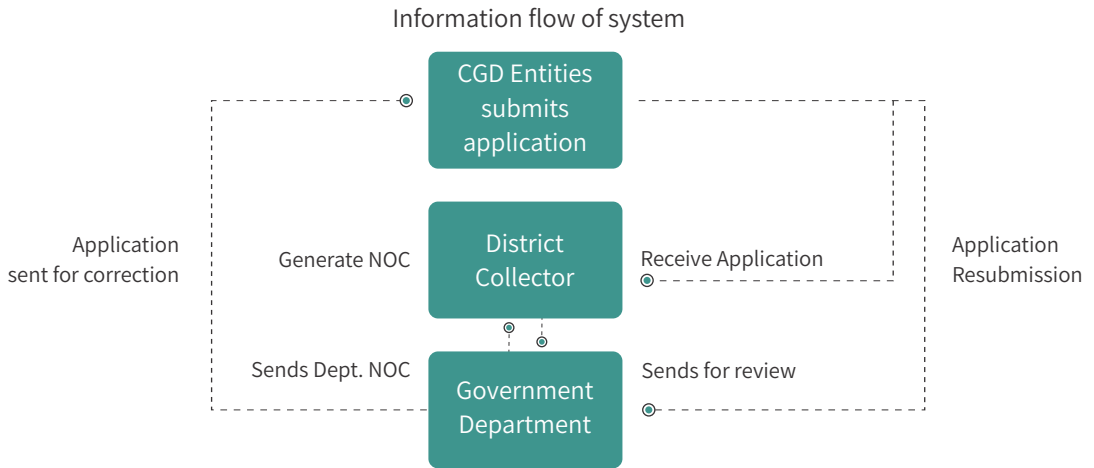 Information flow of system
CGD Entities
submits
application
Application
sent for correction
Generate NOC
District
Collector
Receive Application
Application
Resubmission
Sends Dept. NOC
Government
Department
Sends for review